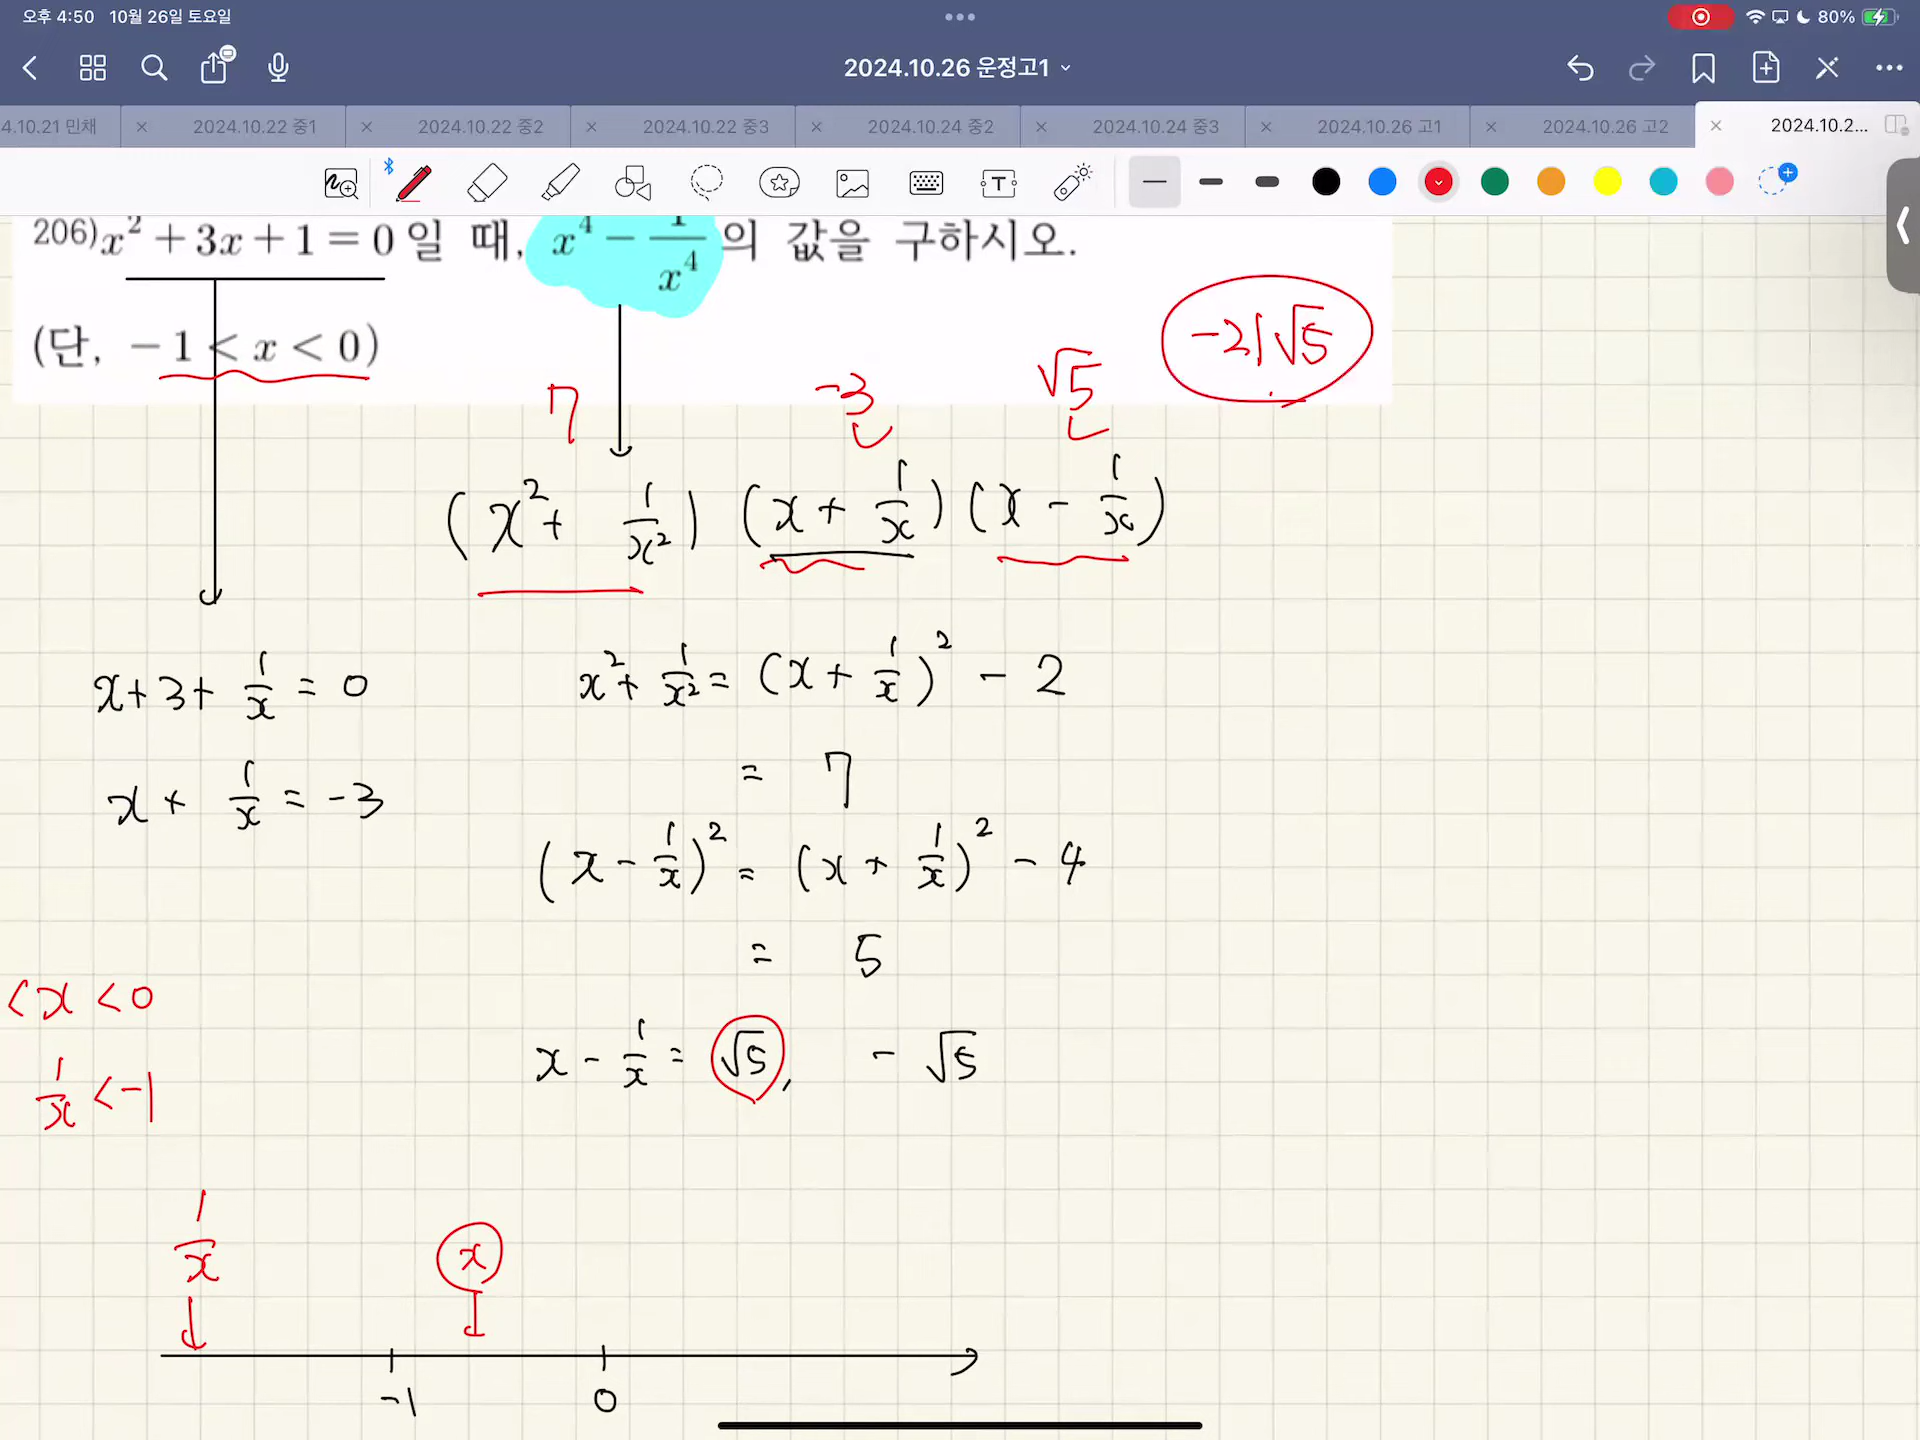 오후 4:50 10월 26일 토요일
80%
2024.10.26 운정고1
4.10.21 민채
2024.10.22 중1
2024.10.22 중2
2024.10.22 중3
2024.10.24 중2
2024.10.24 중3
2024.10.26 고1
2024.10.26 고2
2024.10.2...
206) x² + 3x + 1 = 0 일 때, x⁴ − 1/x⁴ 의 값을 구하시오.
(단, −1 < x < 0)
-21√5
7 -3 √5
(x² + 1/x²) (x + 1/x) (x - 1/x)
x + 3 + 1/x = 0
x + 1/x = -3
x² + 1/x² = (x + 1/x)² - 2
= 7
(x - 1/x)² = (x + 1/x)² - 4
= 5
x - 1/x = √5, -√5
< x < 0
1/x < -1
1/x x
-1 0